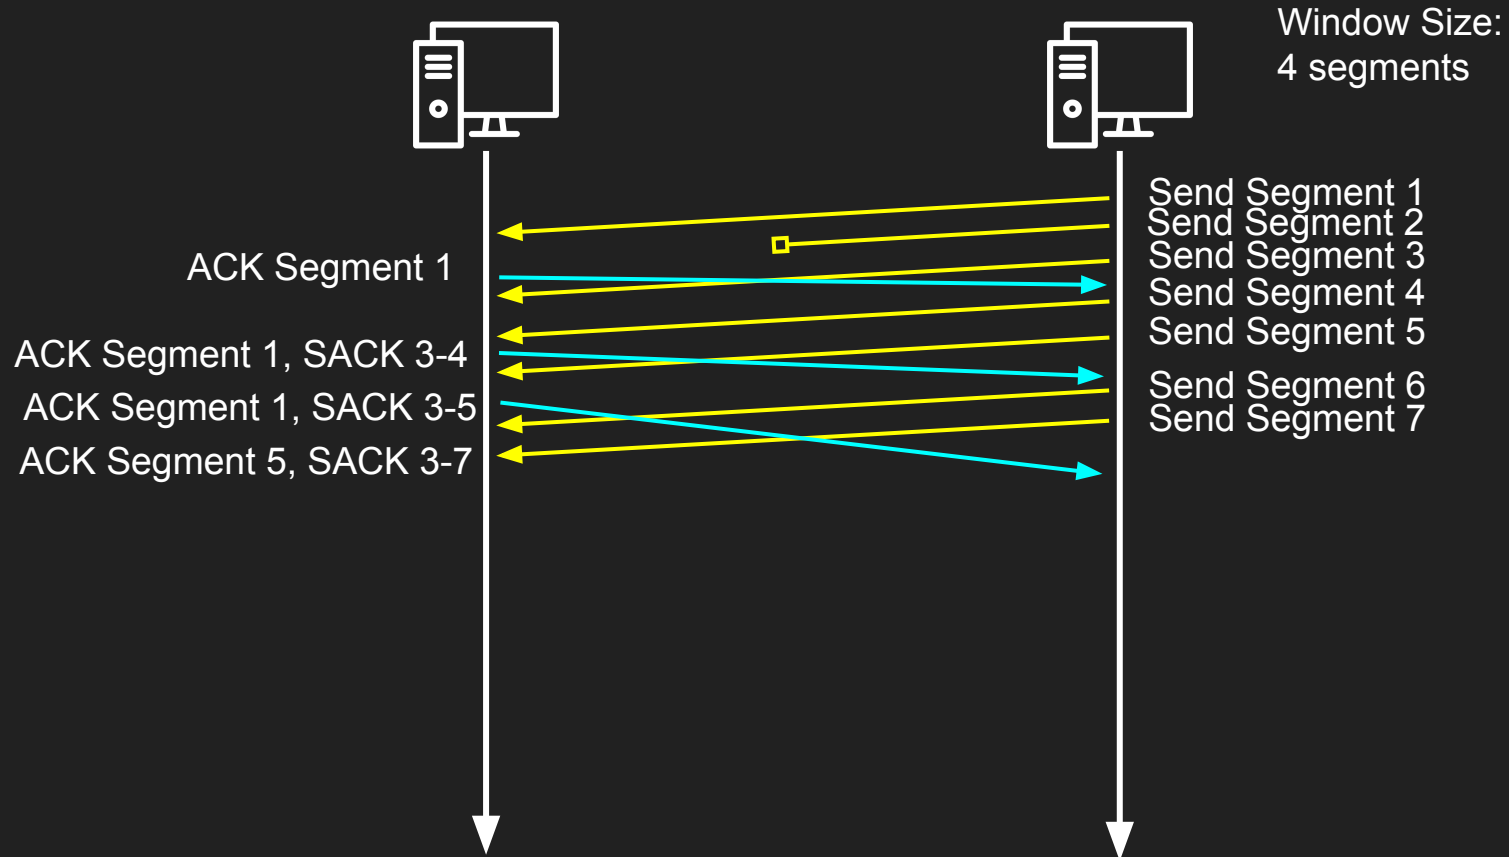 Window Size:
4 segments
Send Segment 1
Send Segment 2
Send Segment 3
ACK Segment 1
Send Segment 4
Send Segment 5
ACK Segment 1, SACK 3-4
Send Segment 6
ACK Segment 1, SACK 3-5
Send Segment 7
ACK Segment 5, SACK 3-7